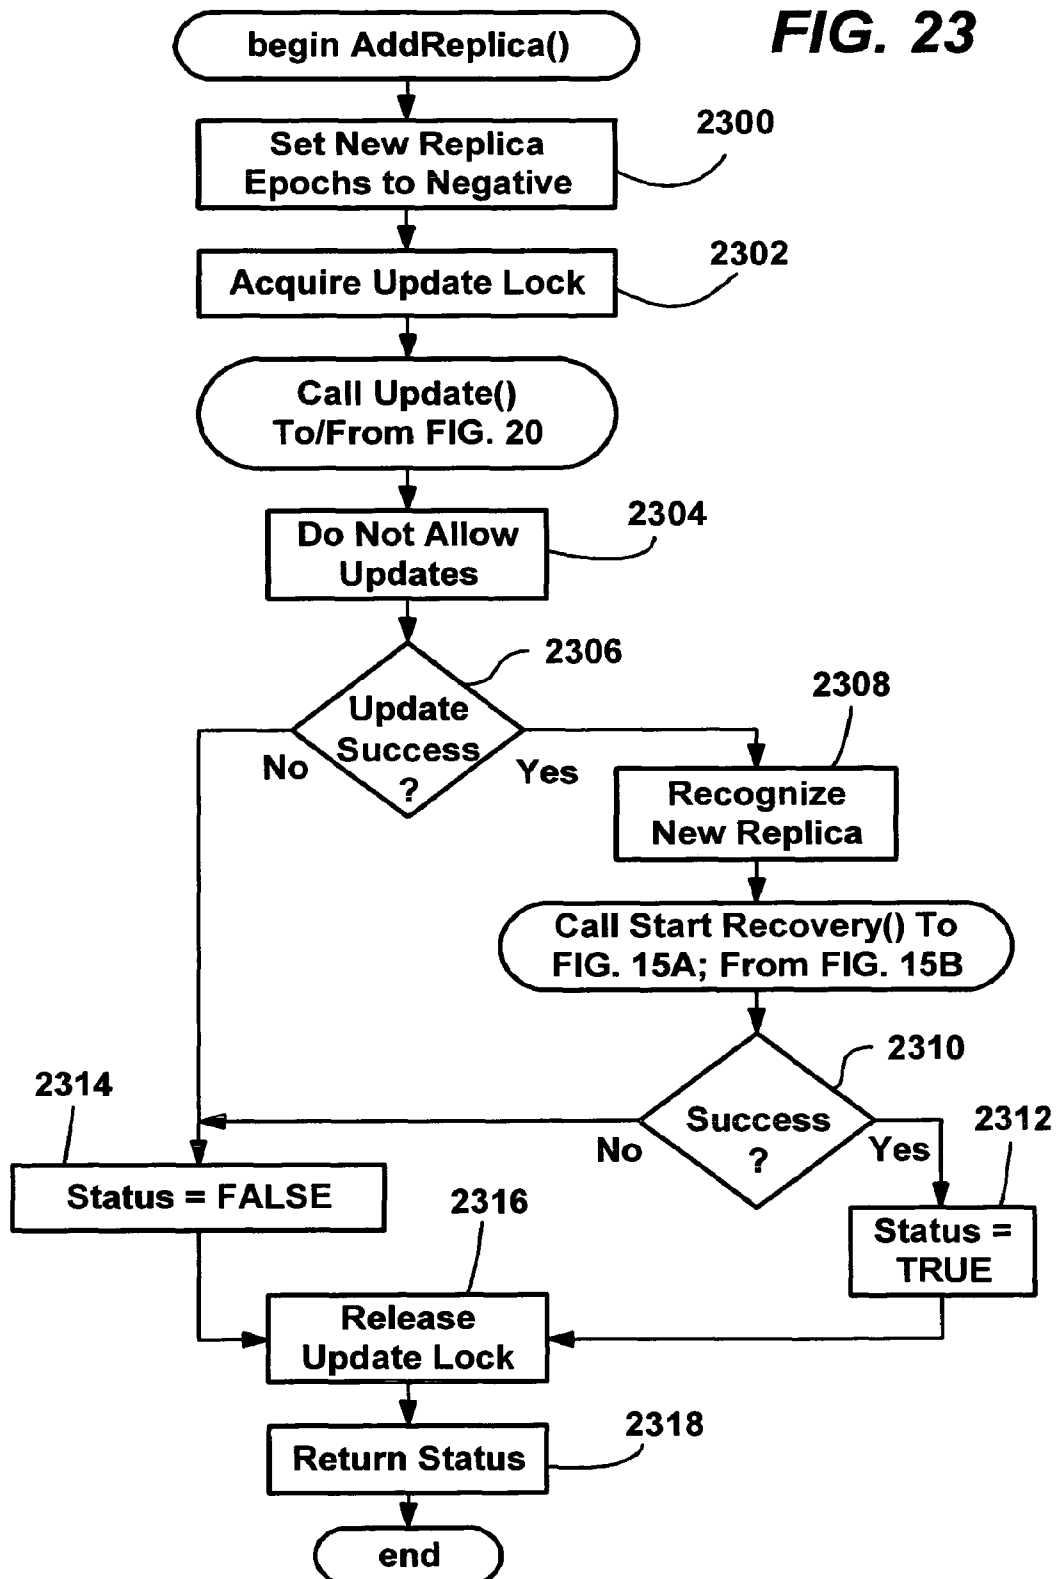 FIG. 23
begin AddReplica()
2300
Set New Replica
Epochs to Negative
2302
Acquire Update Lock
Call Update()
To/From FIG. 20
2304
Do Not Allow
Updates
2306
Update
Success
?
No
Yes
2308
Recognize
New Replica
Call Start Recovery() To
FIG. 15A; From FIG. 15B
2310
Success
?
No
Yes
2312
Status =
TRUE
2314
Status = FALSE
2316
Release
Update Lock
2318
Return Status
end